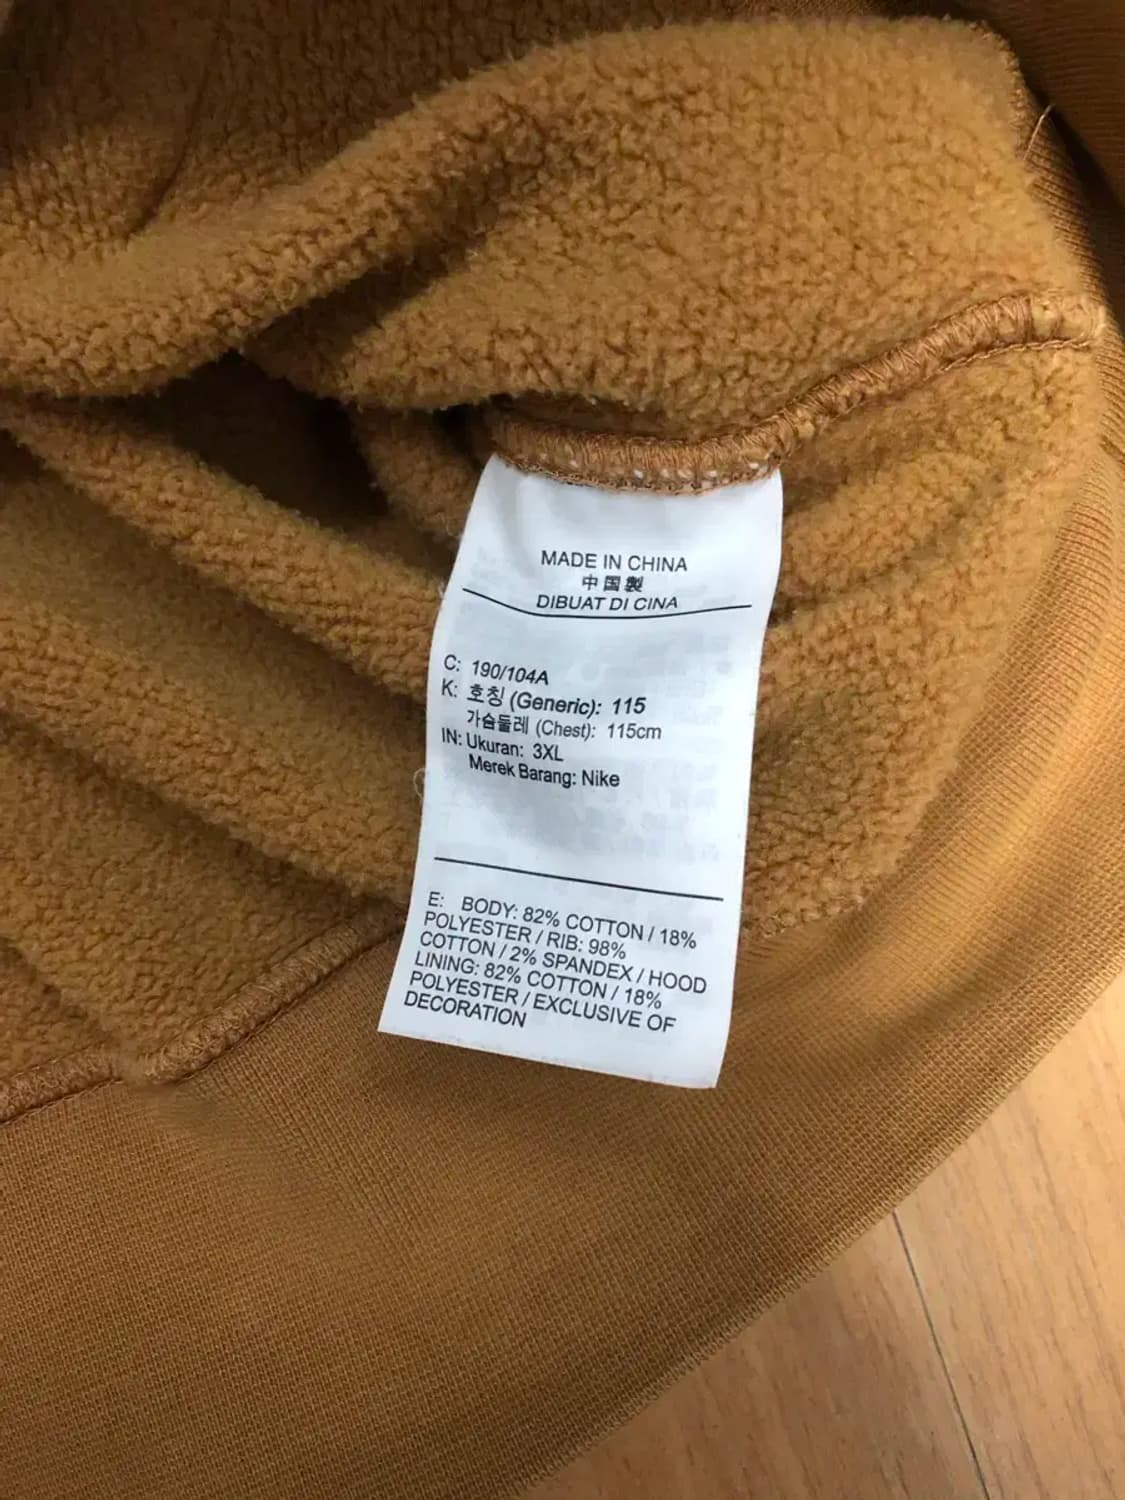 MADE IN CHINA
中国製
DIBUAT DI CINA
C: 190/104A
K: 호칭 (Generic): 115
가슴둘레 (Chest): 115cm
IN: Ukuran: 3XL
Merek Barang: Nike
E: BODY: 82% COTTON / 18%
POLYESTER / RIB: 98%
COTTON / 2% SPANDEX / HOOD
LINING: 82% COTTON / 18%
POLYESTER / EXCLUSIVE OF
DECORATION